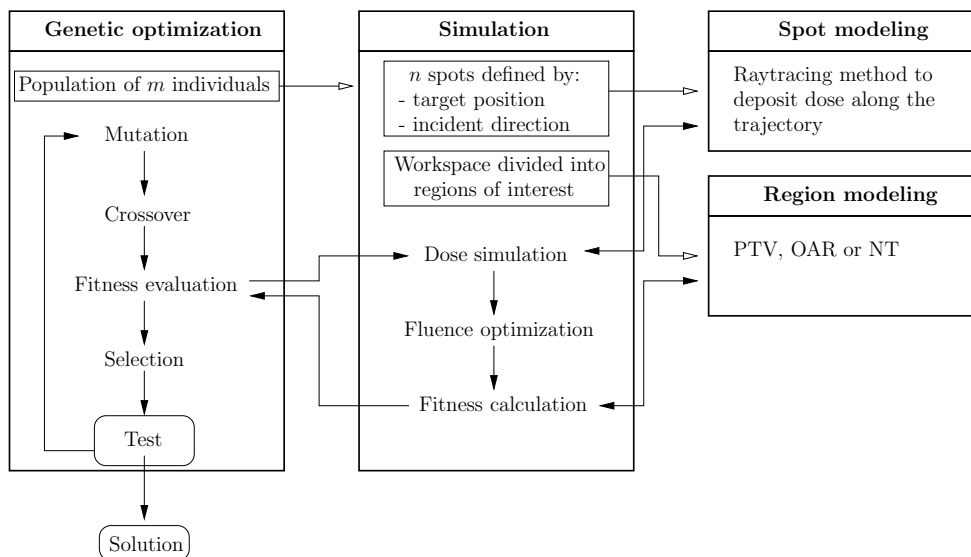 Genetic optimization
Population of m individuals
Mutation
Crossover
Fitness evaluation
Selection
Test
Solution
Simulation
n spots defined by:
- target position
- incident direction
Workspace divided into
regions of interest
Dose simulation
Fluence optimization
Fitness calculation
Spot modeling
Raytracing method to
deposit dose along the
trajectory
Region modeling
PTV, OAR or NT